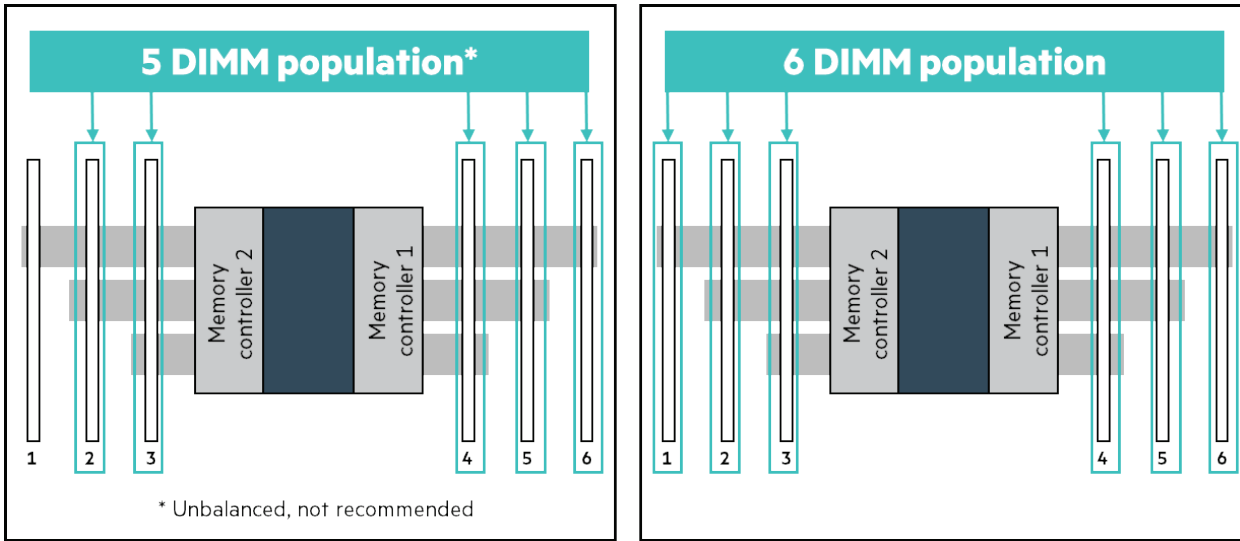 5 DIMM population*
Memory
controller 2
Memory
controller 1
1 2 3 4 5 6
* Unbalanced, not recommended
6 DIMM population
Memory
controller 2
Memory
controller 1
1 2 3 4 5 6